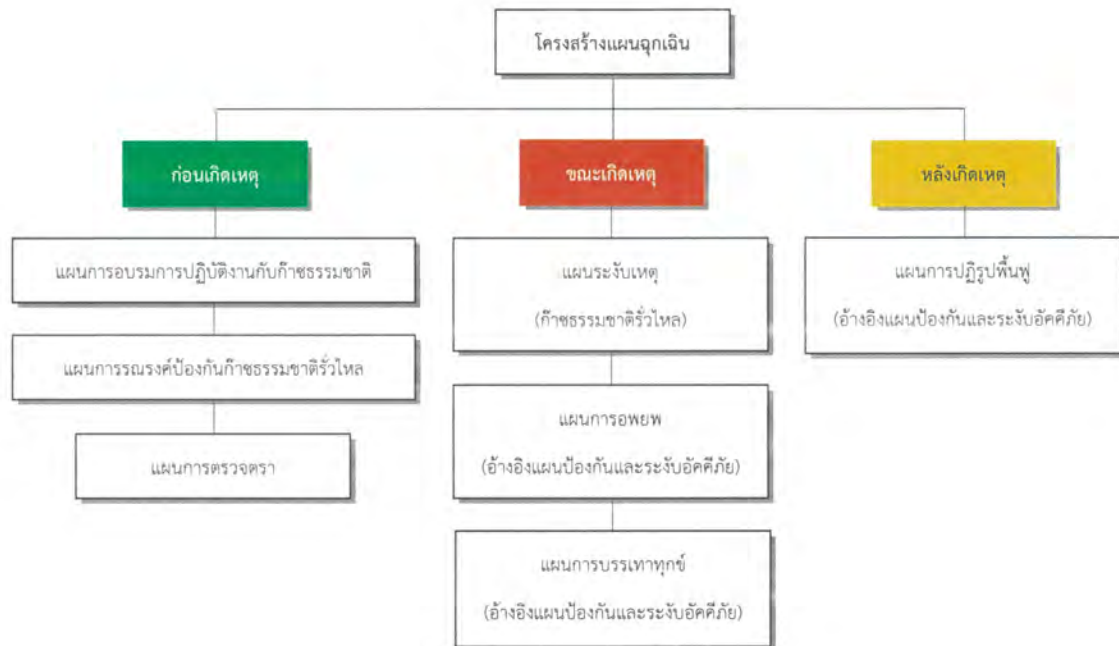 โครงสร้างแผนฉุกเฉิน
ก่อนเกิดเหตุ
แผนการอบรมการปฏิบัติงานกับก๊าซธรรมชาติ
แผนการรณรงค์ป้องกันก๊าซธรรมชาติรั่วไหล
แผนการตรวจตรา
ขณะเกิดเหตุ
แผนระงับเหตุ
(ก๊าซธรรมชาติรั่วไหล)
แผนการอพยพ
(อ้างอิงแผนป้องกันและระงับอัคคีภัย)
แผนการบรรเทาทุกข์
(อ้างอิงแผนป้องกันและระงับอัคคีภัย)
หลังเกิดเหตุ
แผนการปฏิรูปฟื้นฟู
(อ้างอิงแผนป้องกันและระงับอัคคีภัย)